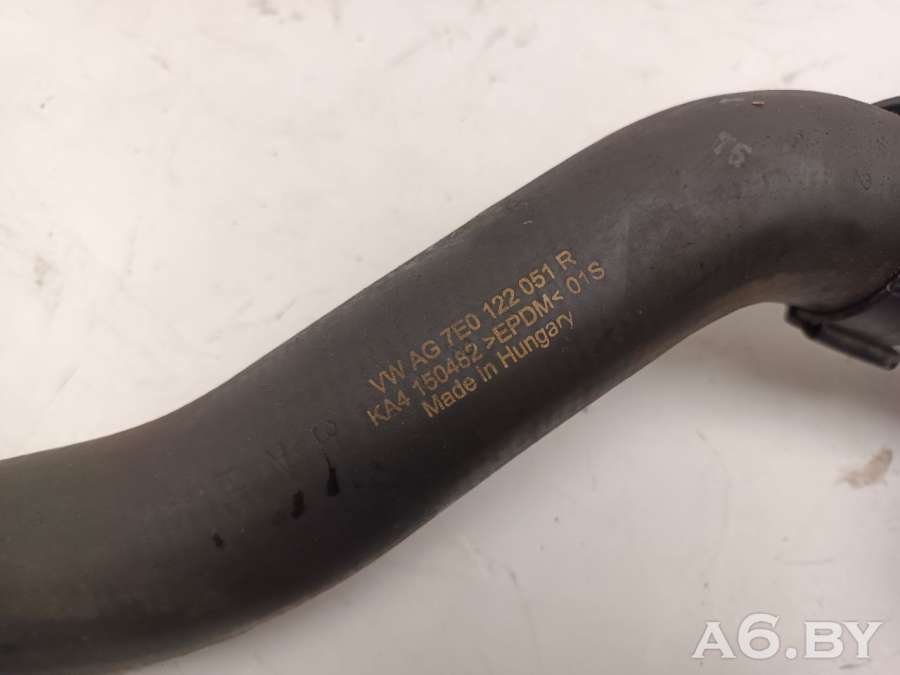 VW AG 7E0 122 051 R
KA4 150482 >EPDM< 01S
Made in Hungary
A6.BY